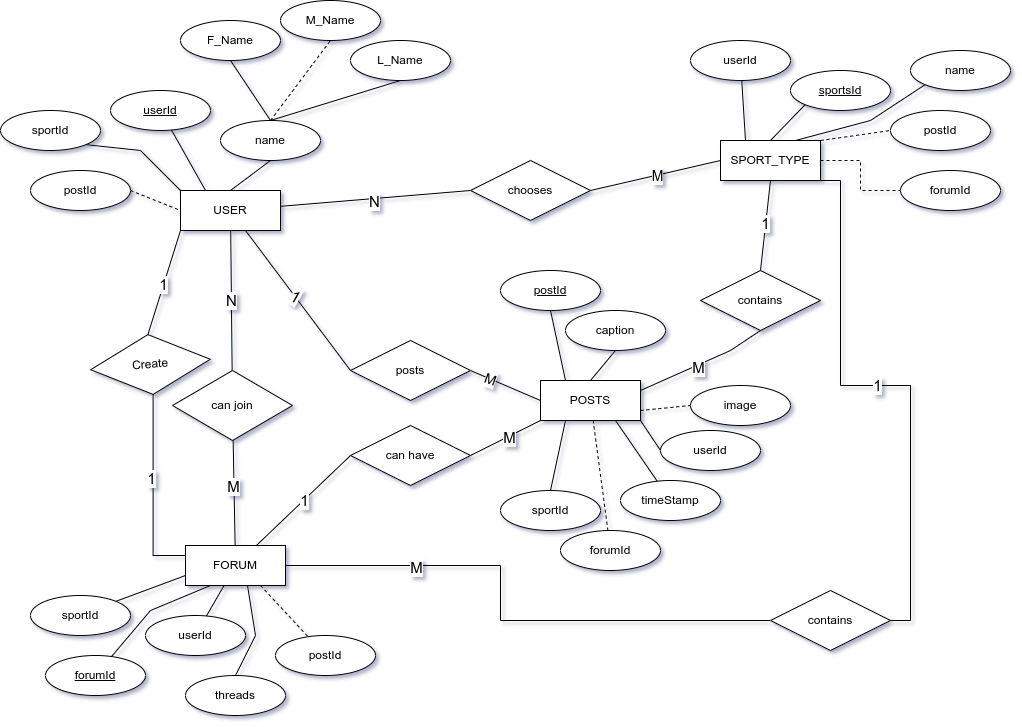 M_Name
F_Name
L_Name
userId
name
sportsId
userId
sportId
postId
name
SPORT_TYPE
postId
chooses
M
forumId
N
USER
1
1
postId
1
N
contains
caption
Create
posts
M
M
1
POSTS
image
can join
M
userId
can have
1
M
1
timeStamp
sportId
forumId
FORUM
M
sportId
userId
contains
postId
forumId
threads